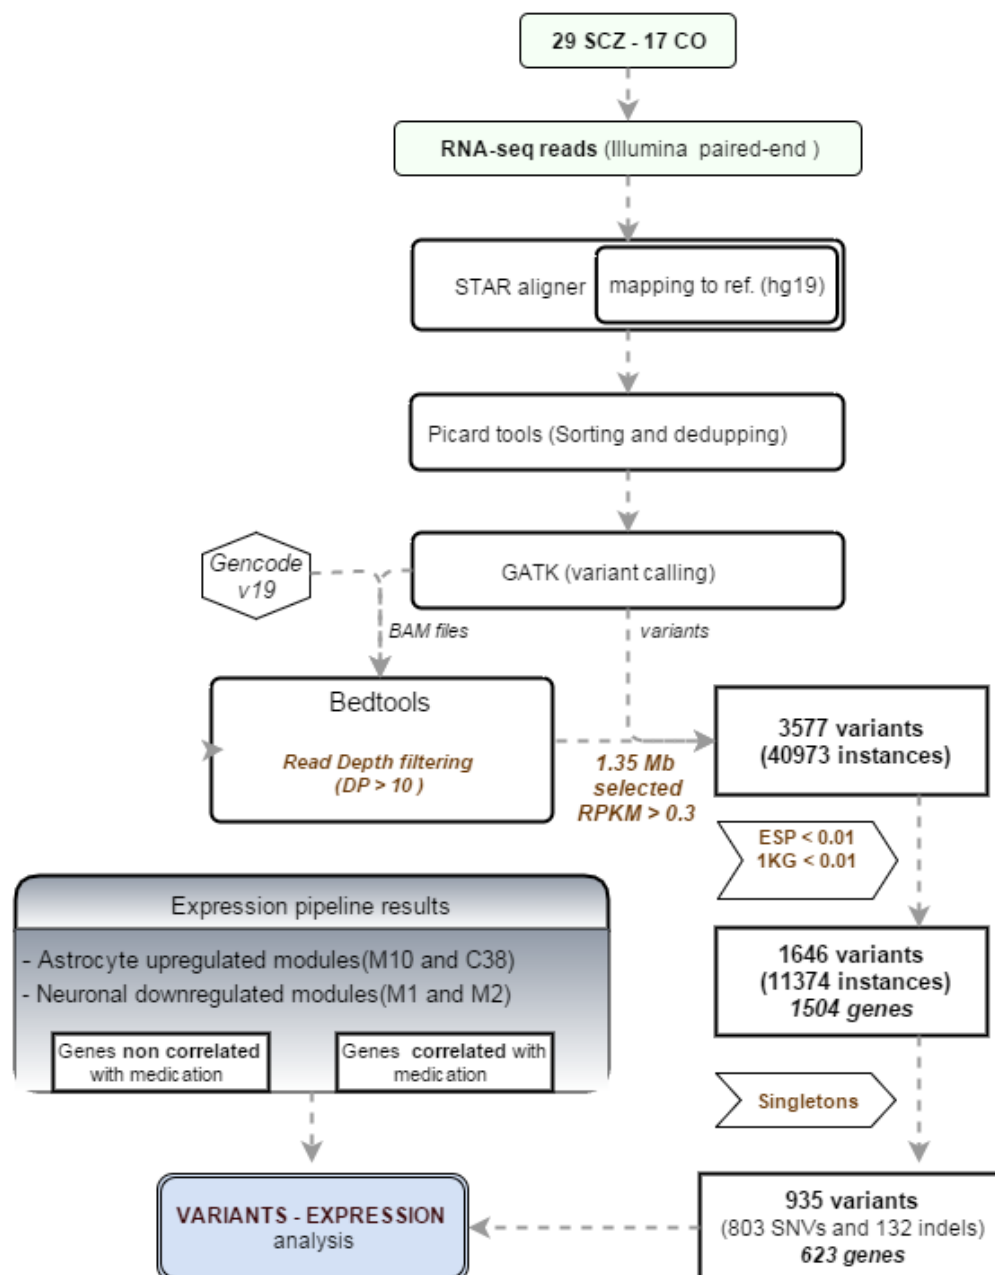 29 SCZ - 17 CO
RNA-seq reads (Illumina paired-end )
STAR aligner
mapping to ref. (hg19)
Picard tools (Sorting and dedupping)
Gencode
v19
GATK (variant calling)
BAM files
variants
Bedtools
Read Depth filtering
(DP > 10 )
1.35 Mb
selected
RPKM > 0.3
3577 variants
(40973 instances)
ESP < 0.01
1KG < 0.01
Expression pipeline results
- Astrocyte upregulated modules(M10 and C38)
- Neuronal downregulated modules(M1 and M2)
Genes non correlated
with medication
Genes correlated with
medication
1646 variants
(11374 instances)
1504 genes
Singletons
VARIANTS - EXPRESSION
analysis
935 variants
(803 SNVs and 132 indels)
623 genes